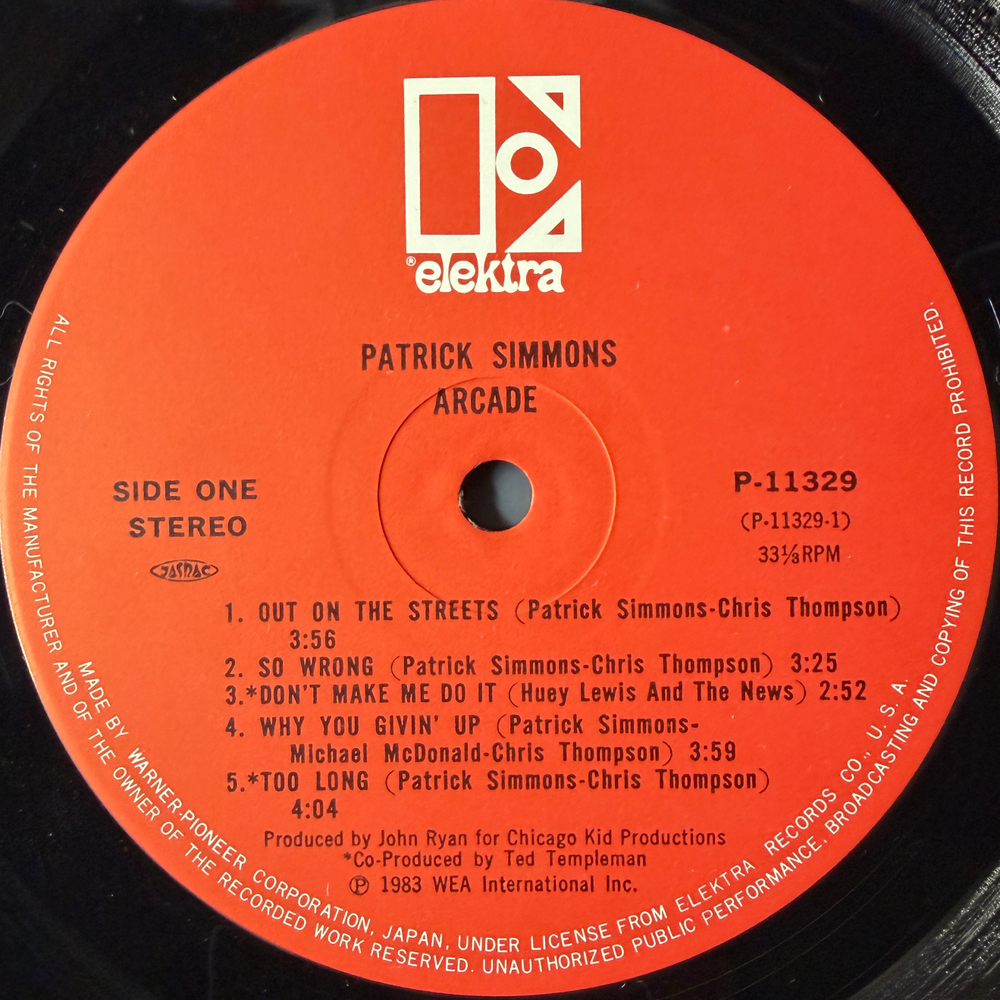 ® elektra
PATRICK SIMMONS
ARCADE
SIDE ONE
STEREO
JASRAC
P-11329
(P-11329-1)
33⅓RPM
1. OUT ON THE STREETS (Patrick Simmons-Chris Thompson)
3:56
2. SO WRONG (Patrick Simmons-Chris Thompson) 3:25
3.*DON'T MAKE ME DO IT (Huey Lewis And The News) 2:52
4. WHY YOU GIVIN' UP (Patrick Simmons-
Michael McDonald-Chris Thompson) 3:59
5.*TOO LONG (Patrick Simmons-Chris Thompson)
4:04
Produced by John Ryan for Chicago Kid Productions
*Co-Produced by Ted Templeman
℗ 1983 WEA International Inc.
MADE BY WARNER-PIONEER CORPORATION, JAPAN, UNDER LICENSE FROM ELEKTRA RECORDS CO., U. S. A.
ALL RIGHTS OF THE MANUFACTURER AND OF THE OWNER OF THE RECORDED WORK RESERVED. UNAUTHORIZED PUBLIC PERFORMANCE, BROADCASTING AND COPYING OF THIS RECORD PROHIBITED.